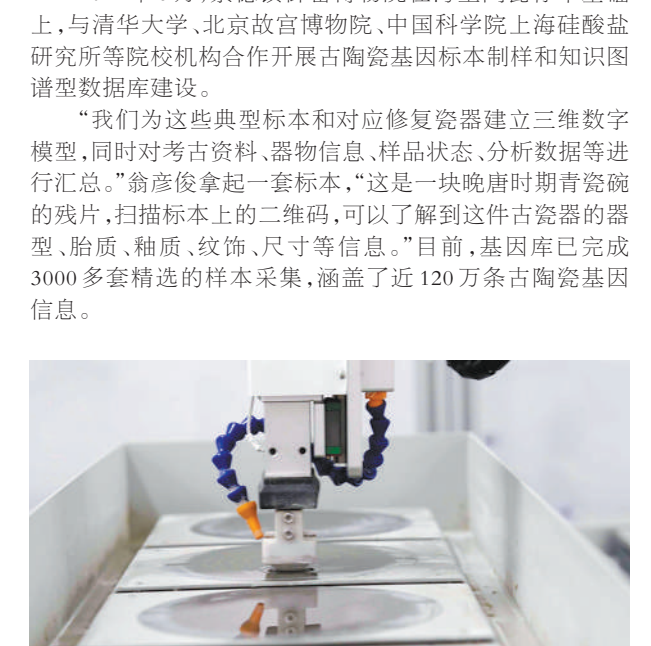 上,与清华大学、北京故宫博物院、中国科学院上海硅酸盐
研究所等院校机构合作开展古陶瓷基因标本制样和知识图
谱型数据库建设。
“我们为这些典型标本和对应修复瓷器建立三维数字
模型,同时对考古资料、器物信息、样品状态、分析数据等进
行汇总。”翁彦俊拿起一套标本,“这是一块晚唐时期青瓷碗
的残片,扫描标本上的二维码,可以了解到这件古瓷器的器
型、胎质、釉质、纹饰、尺寸等信息。”目前,基因库已完成
3000多套精选的样本采集,涵盖了近120万条古陶瓷基因
信息。